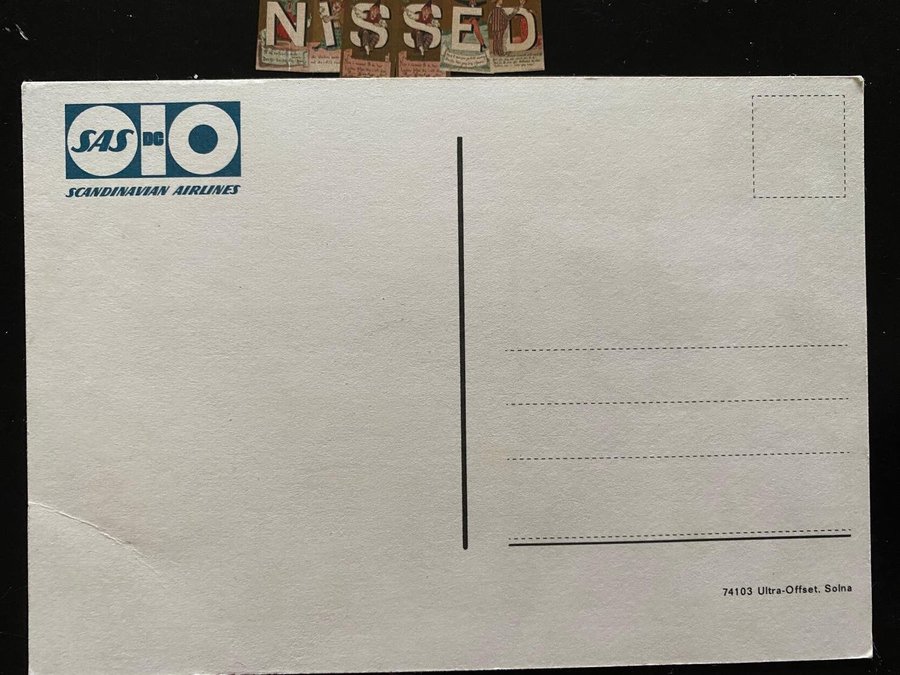 NISSED
SAS DC 10
SCANDINAVIAN AIRLINES
74103 Ultra-Offset. Solna